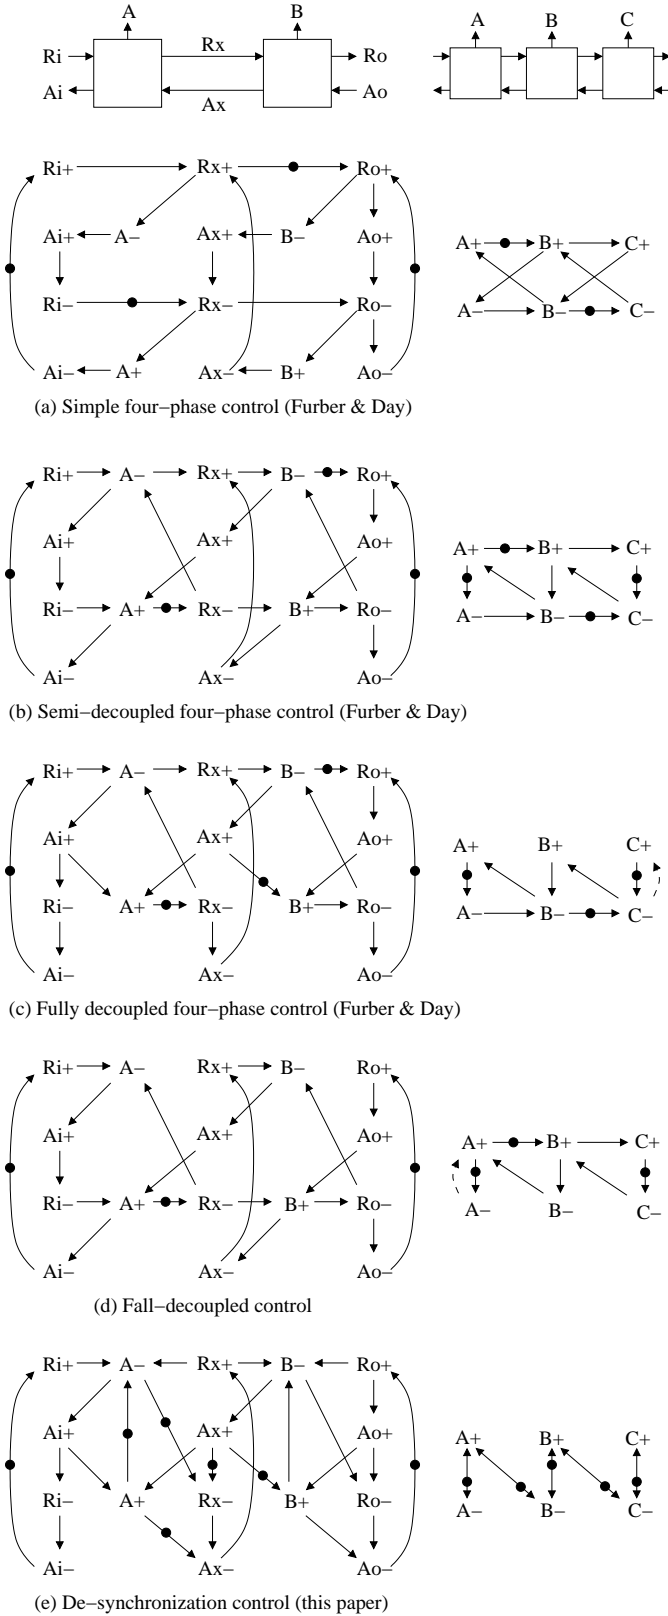 A B A B C
Ri Rx Ro
Ai Ax Ao
Ri+ Rx+ Ro+
Ai+ A− Ax+ B− Ao+ A+ B+ C+
Ri− Rx− Ro− A− B− C−
Ai− A+ Ax− B+ Ao−
(a) Simple four−phase control (Furber & Day)
Ri+ A− Rx+ B− Ro+
Ai+ Ax+ Ao+ A+ B+ C+
Ri− A+ Rx− B+ Ro− A− B− C−
Ai− Ax− Ao−
(b) Semi−decoupled four−phase control (Furber & Day)
Ri+ A− Rx+ B− Ro+
Ai+ Ax+ Ao+ A+ B+ C+
Ri− A+ Rx− B+ Ro− A− B− C−
Ai− Ax− Ao−
(c) Fully decoupled four−phase control (Furber & Day)
Ri+ A− Rx+ B− Ro+
Ai+ Ax+ Ao+ A+ B+ C+
Ri− A+ Rx− B+ Ro− A− B− C−
Ai− Ax− Ao−
(d) Fall−decoupled control
Ri+ A− Rx+ B− Ro+
Ai+ Ax+ Ao+ A+ B+ C+
Ri− A+ Rx− B+ Ro− A− B− C−
Ai− Ax− Ao−
(e) De−synchronization control (this paper)